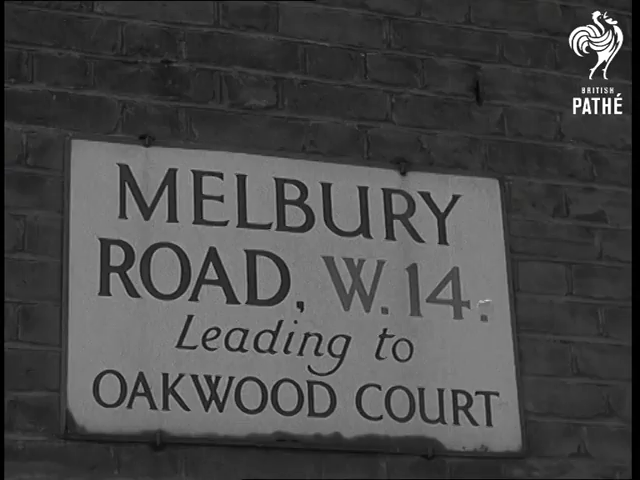 BRITISH
PATHÉ
MELBURY
ROAD, W.14.
Leading to
OAKWOOD COURT